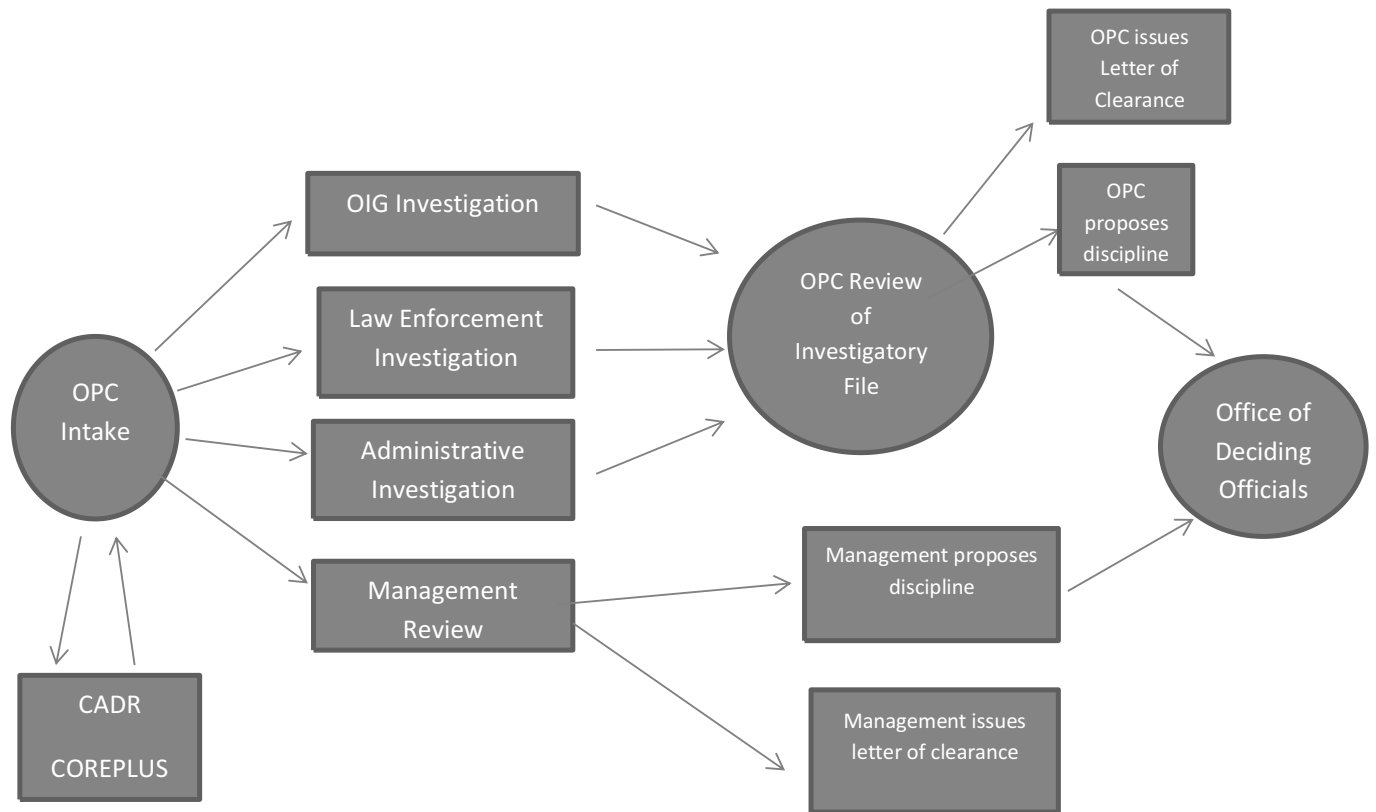 OPC issues
Letter of
Clearance
OPC
proposes
discipline
OIG Investigation
OPC Review
of
Investigatory
File
Law Enforcement
Investigation
OPC
Intake
Office of
Deciding
Officials
Administrative
Investigation
Management proposes
discipline
Management
Review
CADR
COREPLUS
Management issues
letter of clearance